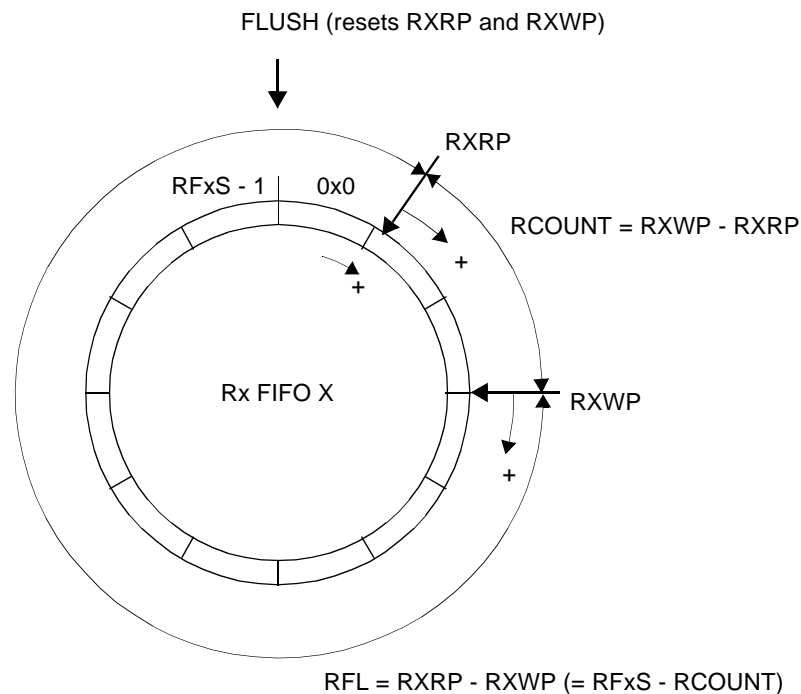 FLUSH (resets RXRP and RXWP)
RXRP
RFxS - 1
0x0
RCOUNT = RXWP - RXRP
+
+
Rx FIFO X
RXWP
+
RFL = RXRP - RXWP (= RFxS - RCOUNT)